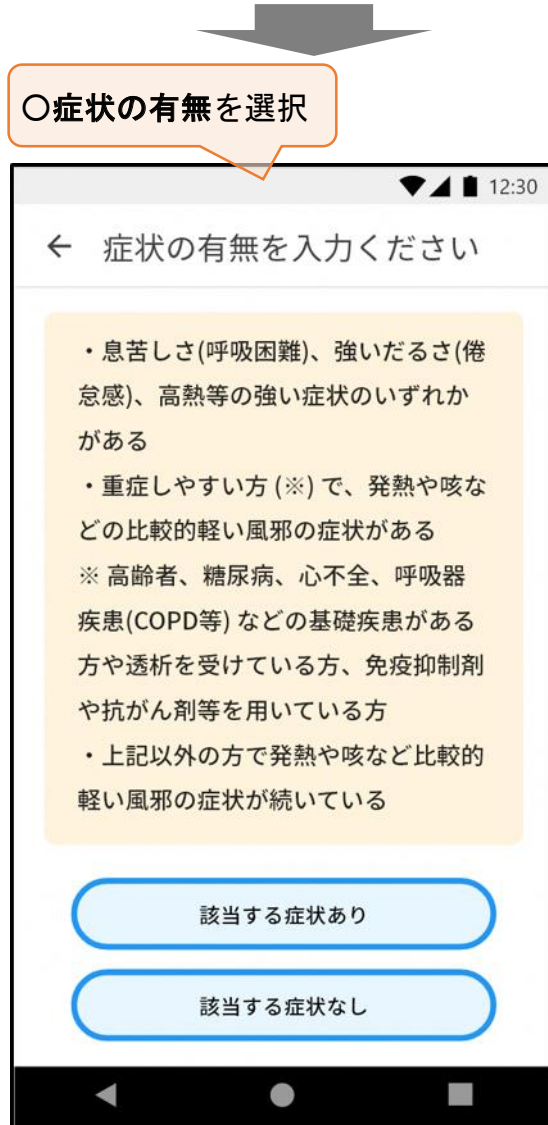 〇症状の有無を選択
12:30
← 症状の有無を入力ください
・息苦しさ(呼吸困難)、強いだるさ(倦
怠感)、高熱等の強い症状のいずれか
がある
・重症しやすい方 (※) で、発熱や咳な
どの比較的軽い風邪の症状がある
※ 高齢者、糖尿病、心不全、呼吸器
疾患(COPD等) などの基礎疾患がある
方や透析を受けている方、免疫抑制剤
や抗がん剤等を用いている方
・上記以外の方で発熱や咳など比較的
軽い風邪の症状が続いている
該当する症状あり
該当する症状なし